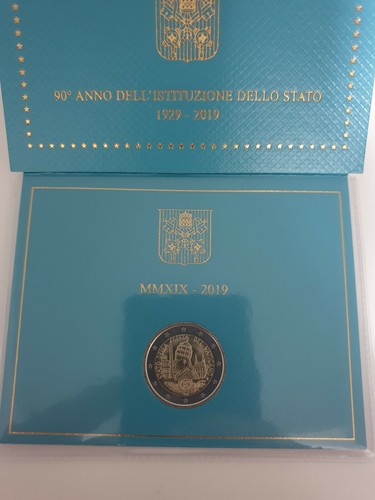 90° ANNO DELL'ISTITUZIONE DELLO STATO
1929 - 2019
MMXIX - 2019